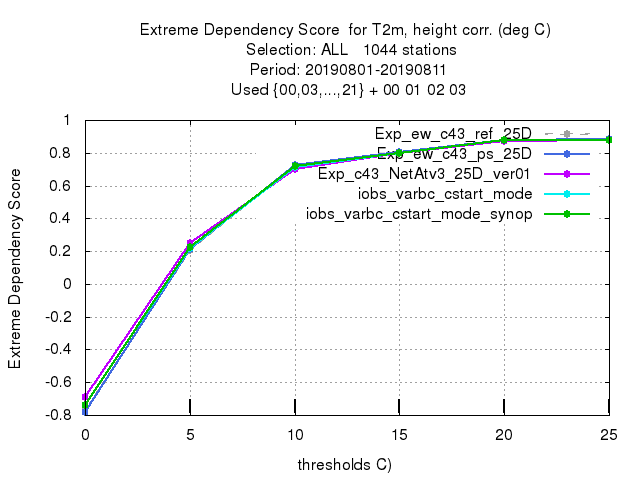 Extreme Dependency Score  for T2m, height corr. (deg C)
Selection: ALL   1044 stations
Period: 20190801-20190811
Used {00,03,...,21} + 00 01 02 03
Exp_ew_c43_ref_25D
Exp_ew_c43_ps_25D
Exp_c43_NetAtv3_25D_ver01
iobs_varbc_cstart_mode
iobs_varbc_cstart_mode_synop
Extreme Dependency Score
1
0.8
0.6
0.4
0.2
0
-0.2
-0.4
-0.6
-0.8
0 5 10 15 20 25
thresholds C)